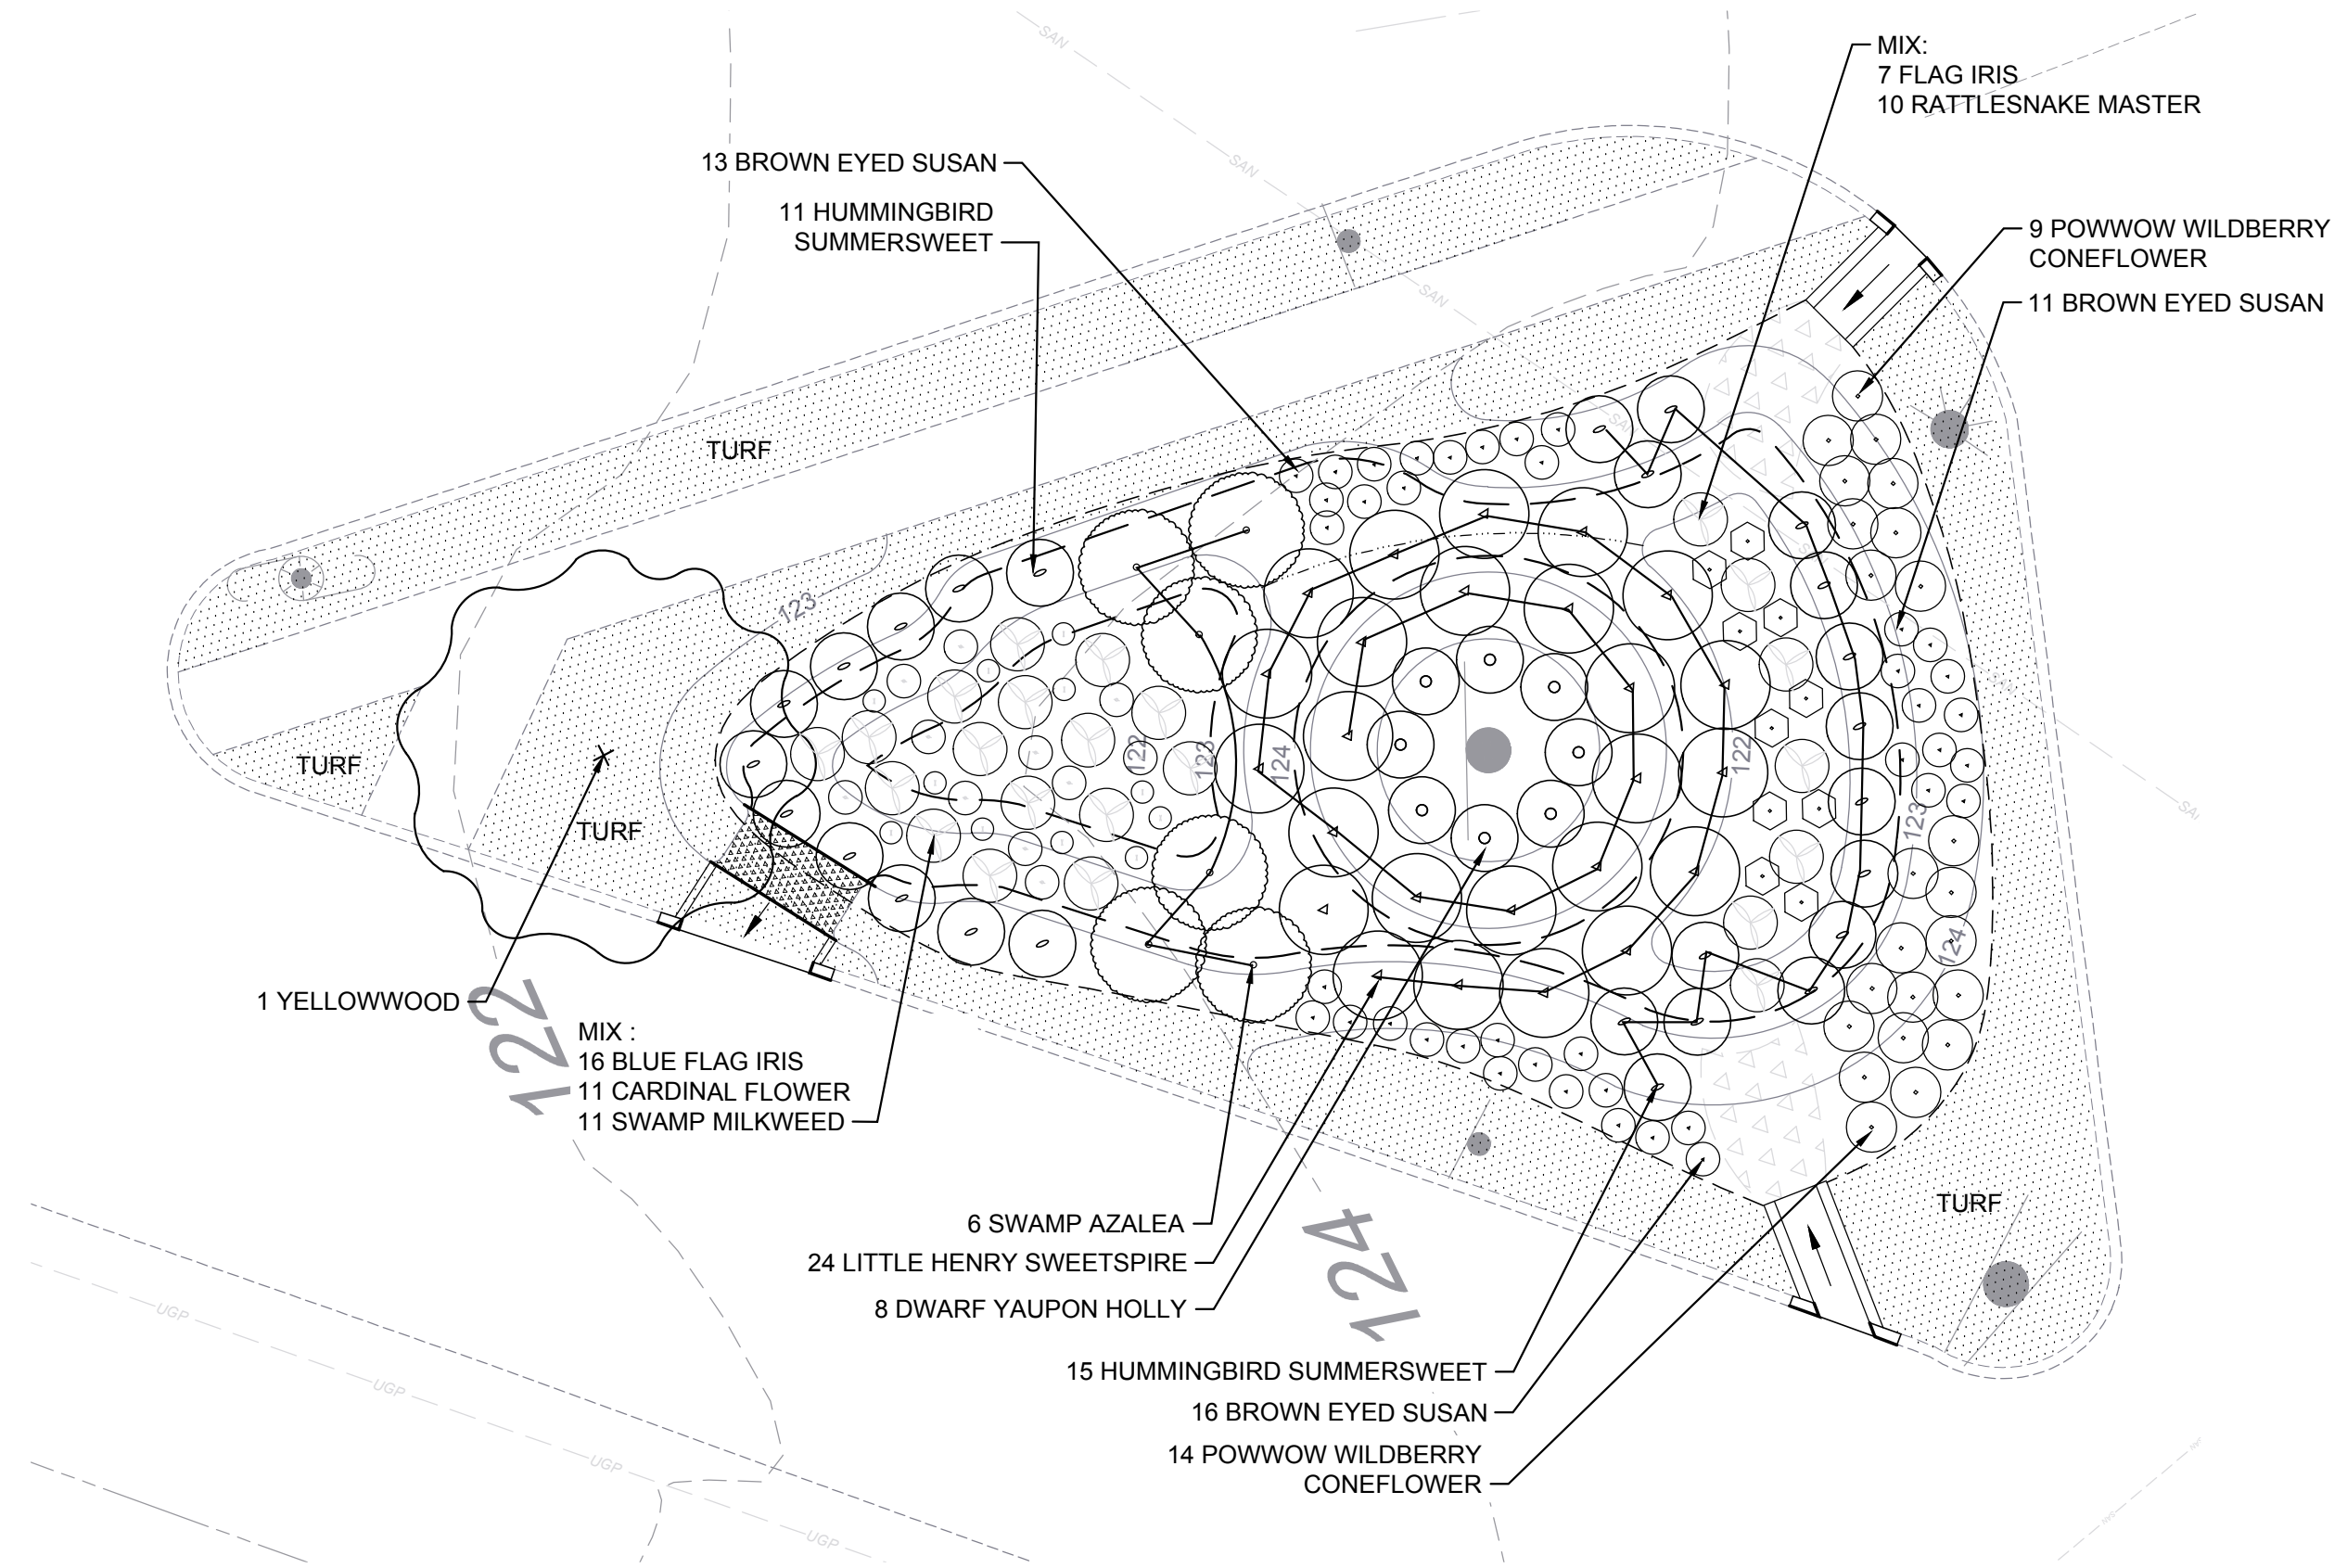 SAN
MIX:
7 FLAG IRIS
10 RATTLESNAKE MASTER
13 BROWN EYED SUSAN
SAN
11 HUMMINGBIRD
SUMMERSWEET
9 POWWOW WILDBERRY
CONEFLOWER
SAN
11 BROWN EYED SUSAN
SAN
TURF
123
122
123
124
122
TURF
TURF
123
124
1 YELLOWWOOD
122
MIX :
16 BLUE FLAG IRIS
11 CARDINAL FLOWER
11 SWAMP MILKWEED
TURF
6 SWAMP AZALEA
124
24 LITTLE HENRY SWEETSPIRE
8 DWARF YAUPON HOLLY
UGP
15 HUMMINGBIRD SUMMERSWEET
UGP
16 BROWN EYED SUSAN
14 POWWOW WILDBERRY
CONEFLOWER
UGP
UGP